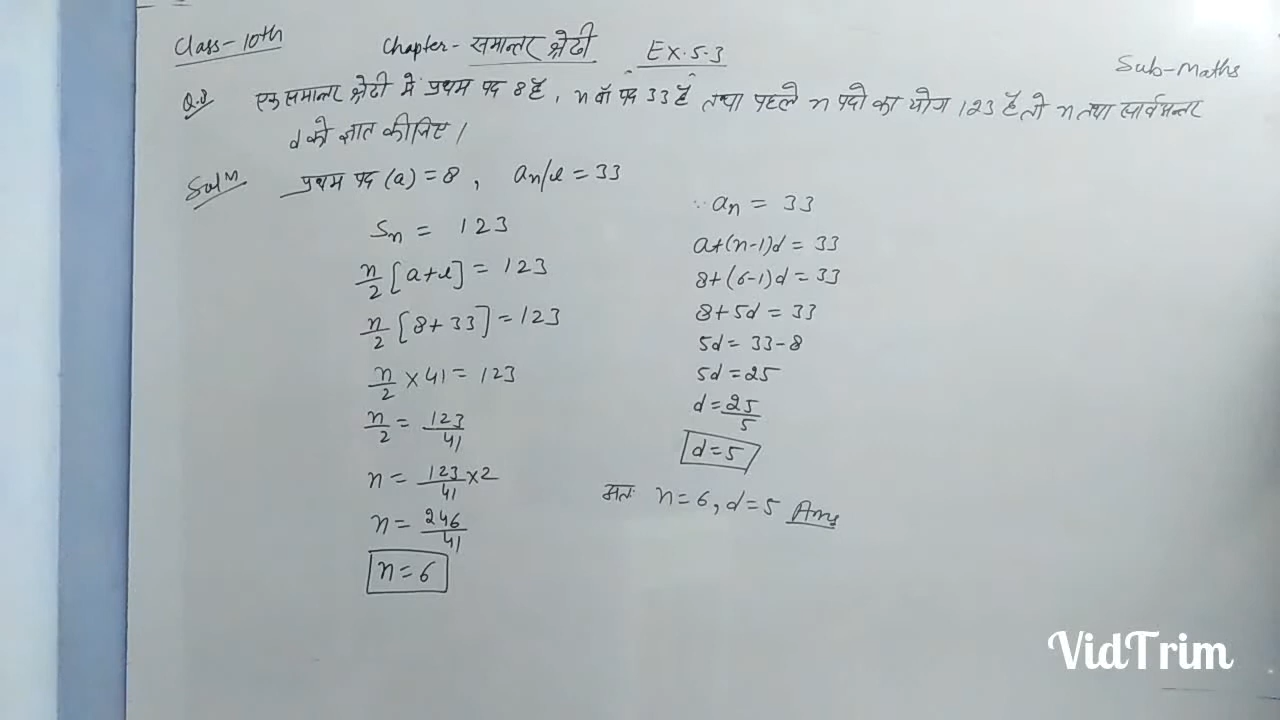 Class-10th Chapter- समान्तर श्रेढी EX.5.3
Sub-Maths
Q.8 एक समान्तर श्रेढी में प्रथम पद 8 है, n वाँ पद 33 है तथा पहले n पदो का योग 123 है तो n तथा सार्वअन्तर
d को ज्ञात कीजिए।
Solⁿ प्रथम पद (a) = 8, an/l = 33
Sn = 123
n/2 [a+l] = 123
n/2 [8+33] = 123
n/2 × 41 = 123
n/2 = 123/41
n = 123/41 × 2
n = 246/41
n = 6
∵ an = 33
a+(n-1)d = 33
8+(6-1)d = 33
8+5d = 33
5d = 33-8
5d = 25
d = 25/5
d = 5
अतः n = 6, d = 5 Ans
VidTrim